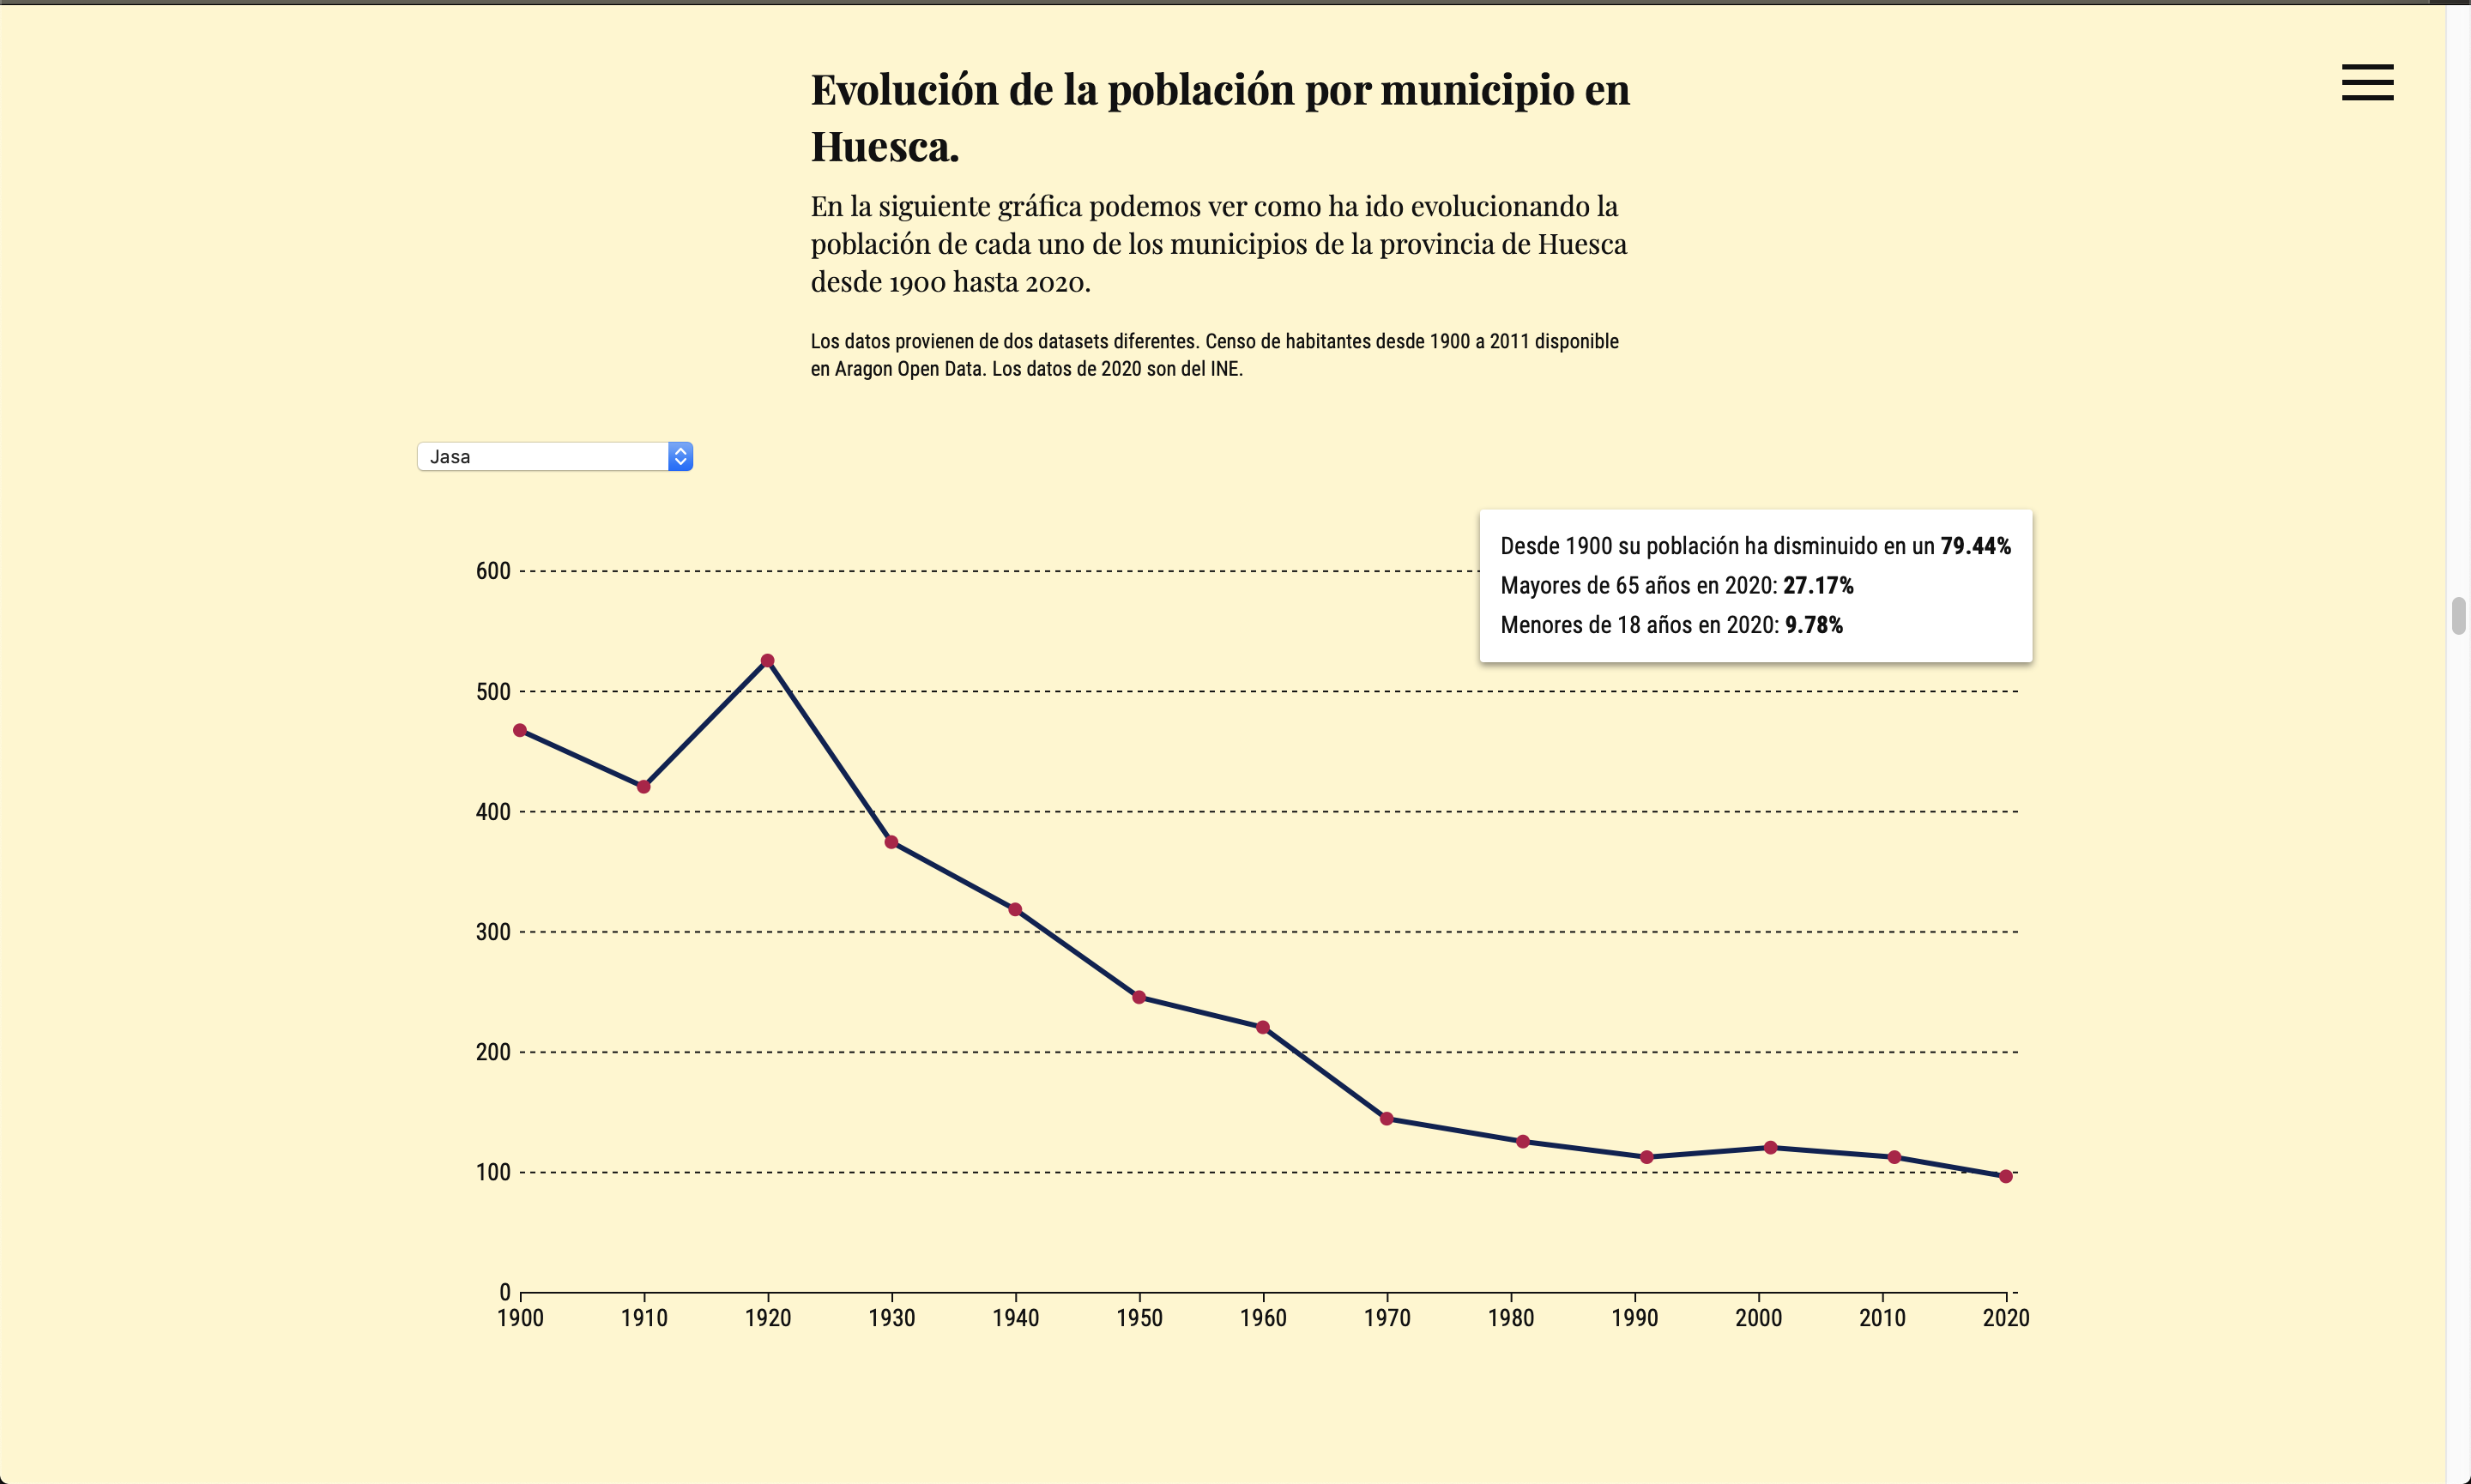 Evolución de la población por municipio en
Huesca.
En la siguiente gráfica podemos ver como ha ido evolucionando la
población de cada uno de los municipios de la provincia de Huesca
desde 1900 hasta 2020.
Los datos provienen de dos datasets diferentes. Censo de habitantes desde 1900 a 2011 disponible
en Aragon Open Data. Los datos de 2020 son del INE.
Jasa
Desde 1900 su población ha disminuido en un 79.44%
Mayores de 65 años en 2020: 27.17%
Menores de 18 años en 2020: 9.78%
600
500
400
300
200
100
0
1900 1910 1920 1930 1940 1950 1960 1970 1980 1990 2000 2010 2020